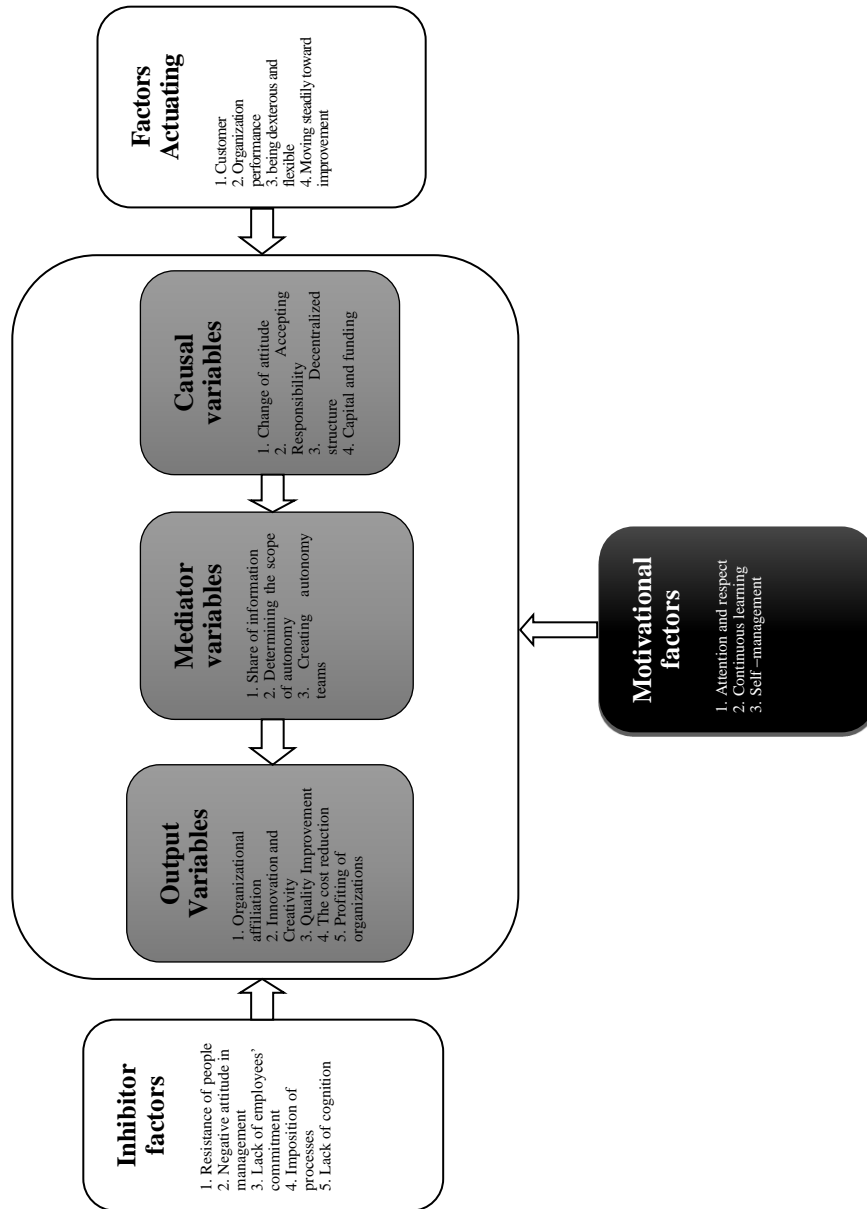 Factors
Actuating
1. Customer
2. Organization
performance
3. being dexterous and
flexible
4. Moving steadily toward
improvement
Causal
variables
1. Change of attitude
2. Accepting
Responsibility
3. Decentralized
structure
4. Capital and funding
Mediator
variables
1. Share of information
2. Determining the scope
of autonomy
3. Creating autonomy
teams
Output
Variables
1. Organizational
affiliation
2. Innovation and
Creativity
3. Quality Improvement
4. The cost reduction
5. Profiting of
organizations
Inhibitor
factors
1. Resistance of people
2. Negative attitude in
management
3. Lack of employees’
commitment
4. Imposition of
processes
5. Lack of cognition
Motivational
factors
1. Attention and respect
2. Continuous learning
3. Self –management